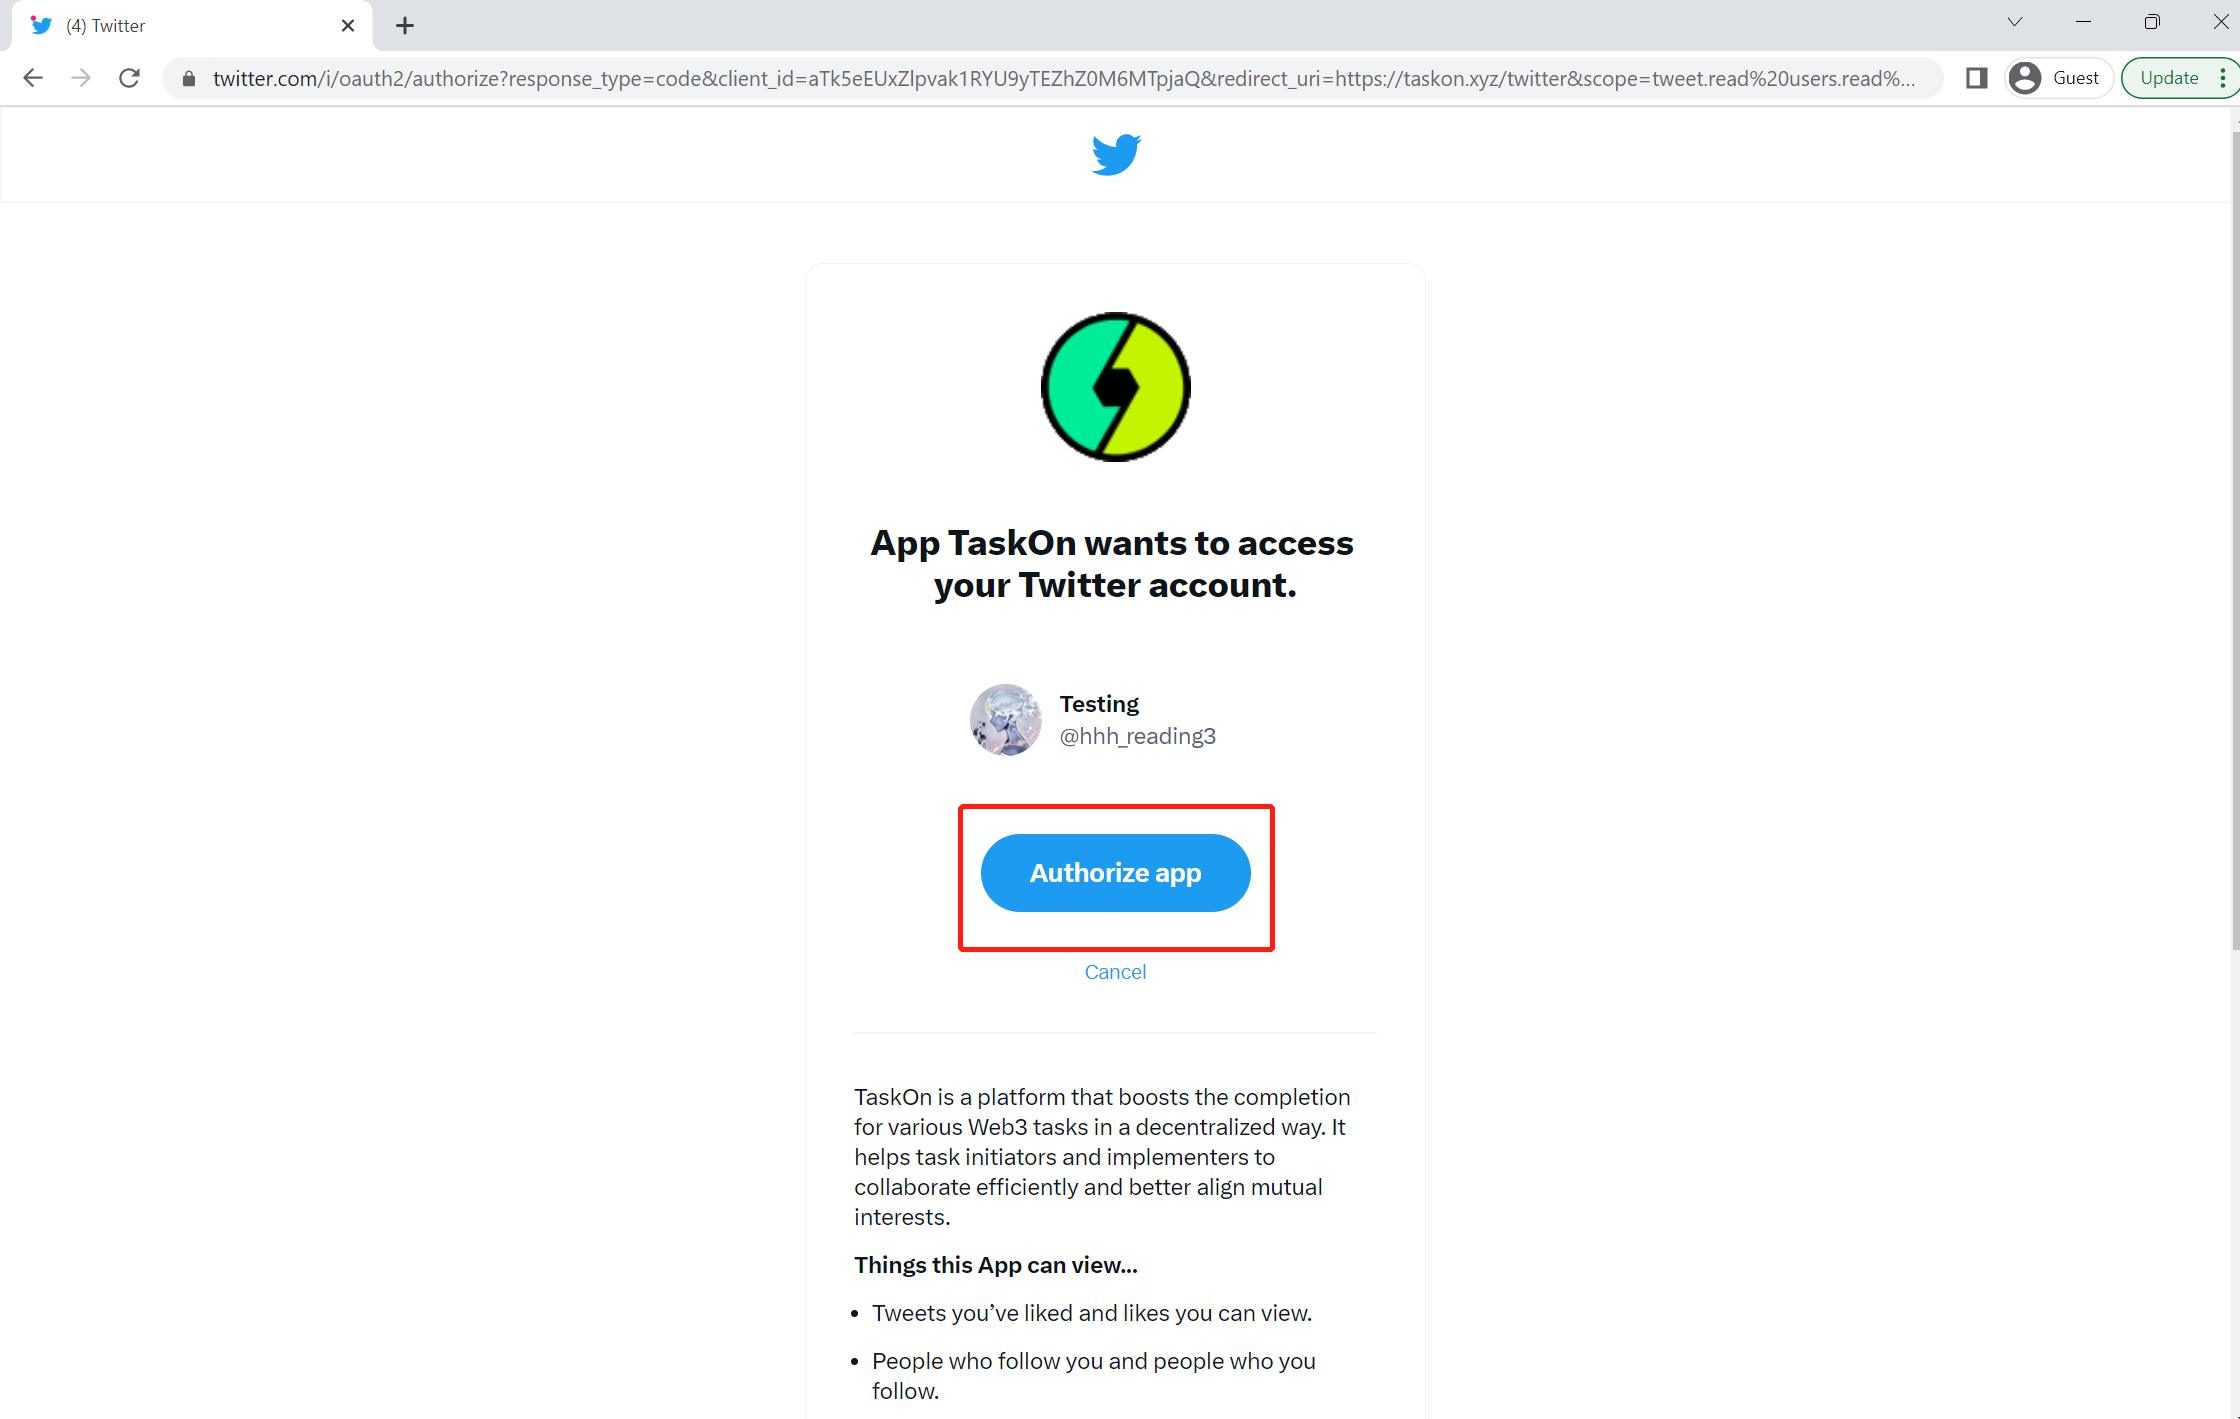 (4) Twitter
twitter.com/i/oauth2/authorize?response_type=code&client_id=aTk5eEUxZlpvak1RYU9yTEZhZ0M6MTpjaQ&redirect_uri=https://taskon.xyz/twitter&scope=tweet.read%20users.read%...
Guest
Update
App TaskOn wants to access
your Twitter account.
Testing
@hhh_reading3
Authorize app
Cancel
TaskOn is a platform that boosts the completion
for various Web3 tasks in a decentralized way. It
helps task initiators and implementers to
collaborate efficiently and better align mutual
interests.
Things this App can view...
• Tweets you’ve liked and likes you can view.
• People who follow you and people who you
follow.